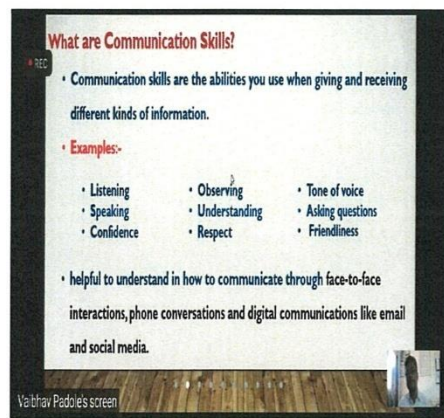 What are Communication Skills?
REC
• Communication skills are the abilities you use when giving and receiving
different kinds of information.
• Examples:-
• Listening
• Speaking
• Confidence
• Observing
• Understanding
• Respect
• Tone of voice
• Asking questions
• Friendliness
• helpful to understand in how to communicate through face-to-face
interactions, phone conversations and digital communications like email
and social media.
Vaibhav Padole's screen